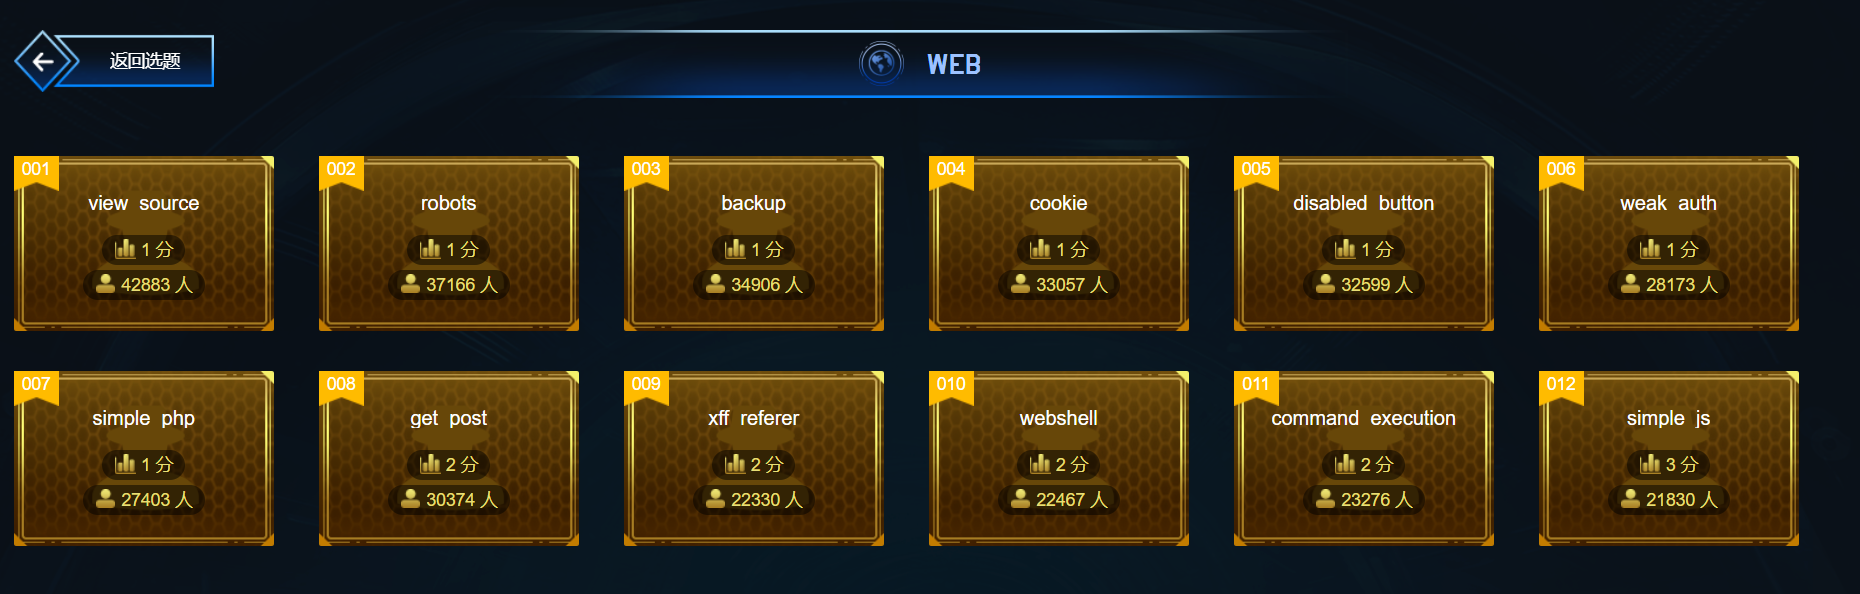 返回选题
WEB
001
view source
1 分
42883 人
002
robots
1 分
37166 人
003
backup
1 分
34906 人
004
cookie
1 分
33057 人
005
disabled button
1 分
32599 人
006
weak auth
1 分
28173 人
007
simple php
1 分
27403 人
008
get post
2 分
30374 人
009
xff referer
2 分
22330 人
010
webshell
2 分
22467 人
011
command execution
2 分
23276 人
012
simple js
3 分
21830 人